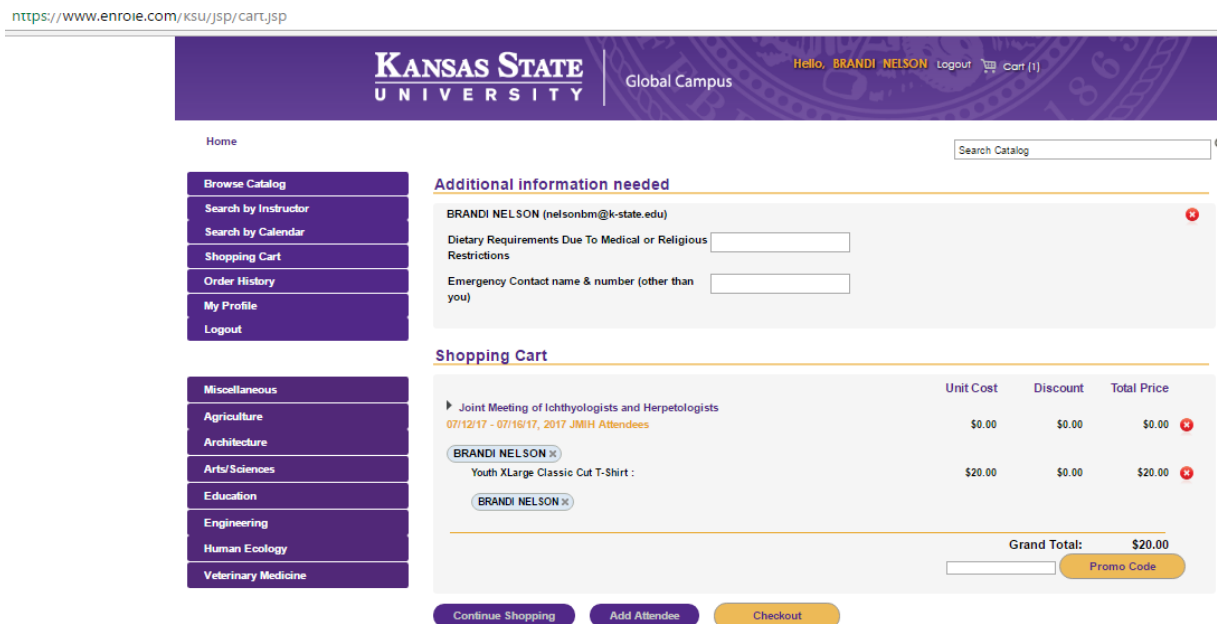 https://www.enrole.com/ksu/jsp/cart.jsp
KANSAS STATE
UNIVERSITY
Global Campus
Hello, BRANDI NELSON Logout Cart (1)
Home
Search Catalog
Browse Catalog
Search by Instructor
Search by Calendar
Shopping Cart
Order History
My Profile
Logout
Miscellaneous
Agriculture
Architecture
Arts/Sciences
Education
Engineering
Human Ecology
Veterinary Medicine
Additional information needed
BRANDI NELSON (nelsonbm@k-state.edu)
Dietary Requirements Due To Medical or Religious
Restrictions
Emergency Contact name & number (other than
you)
Shopping Cart
Unit Cost Discount Total Price
Joint Meeting of Ichthyologists and Herpetologists
07/12/17 - 07/16/17, 2017 JMIH Attendees $0.00 $0.00 $0.00
BRANDI NELSON ×
Youth XLarge Classic Cut T-Shirt : $20.00 $0.00 $20.00
BRANDI NELSON ×
Grand Total: $20.00
Promo Code
Continue Shopping Add Attendee Checkout